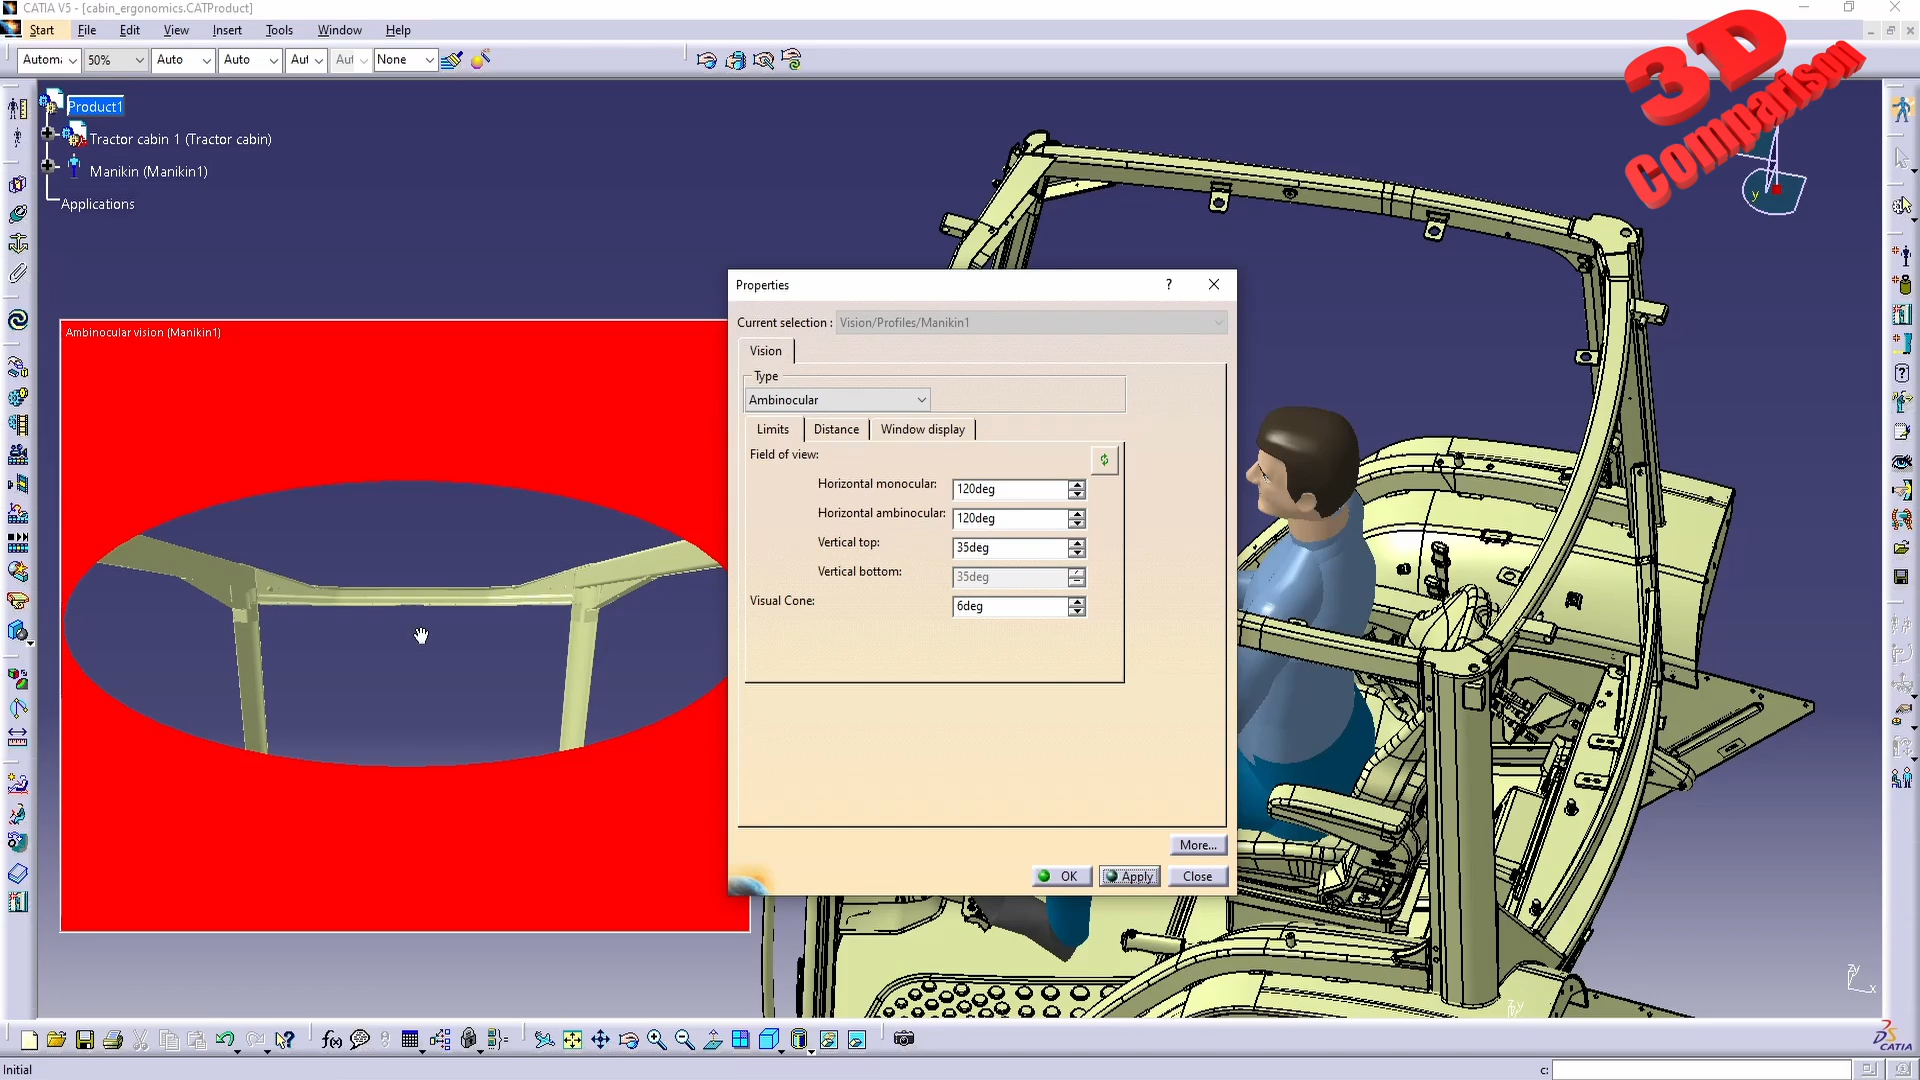 CATIA V5 - [cabin_ergonomics.CATProduct]
Start File Edit View Insert Tools Window Help
Automa 50% Auto Auto Aut Aut None
3D
Comparison
Product1
Tractor cabin 1 (Tractor cabin)
Manikin (Manikin1)
Applications
y
Ambinocular vision (Manikin1)
Properties
?
Current selection : Vision/Profiles/Manikin1
Vision
Type
Ambinocular
Limits Distance Window display
Field of view:
Horizontal monocular: 120deg
Horizontal ambinocular: 120deg
Vertical top: 35deg
Vertical bottom: 35deg
Visual Cone: 6deg
More...
OK Apply Close
zy
x
zy
f(x)
CATIA
Initial
c: